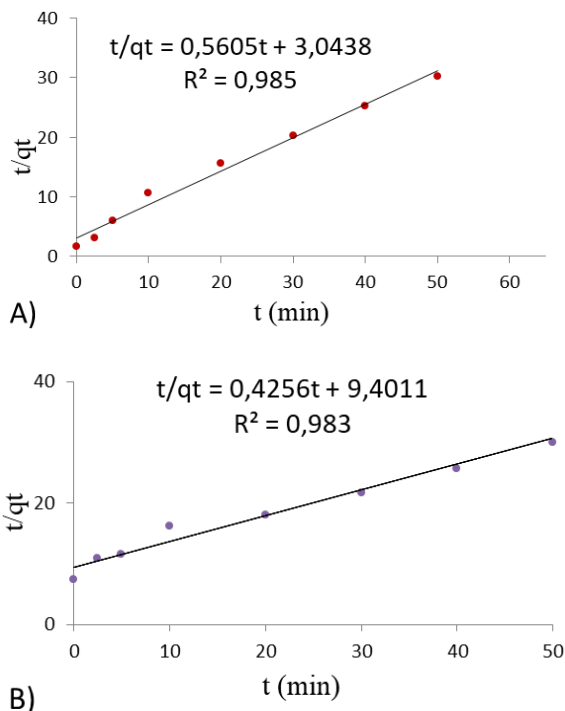 40
t/qt = 0,5605t + 3,0438
R² = 0,985
30
t/qt
20
10
0
0 10 20 30 40 50 60
A) t (min)
40
t/qt = 0,4256t + 9,4011
R² = 0,983
t/qt
20
0
0 10 20 30 40 50
t (min)
B)